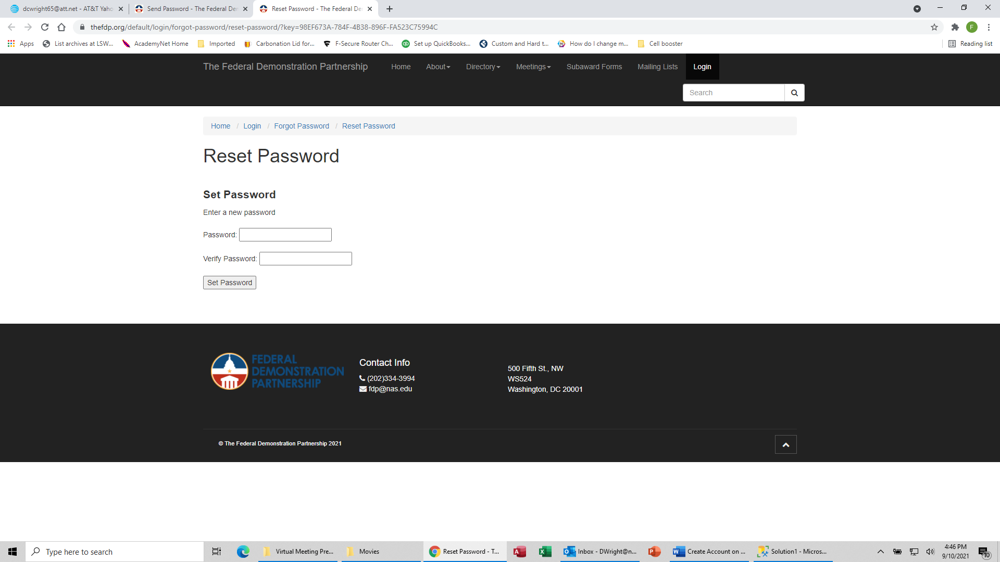 dcwright65@att.net - AT&T Yaho
Send Password - The Federal De
Reset Password - The Federal De
thefdp.org/default/login/forgot-password/reset-password/?key=98EF673A-784F-4B38-896F-FA523C75994C
F
Apps
List archives at LSW...
AcademyNet Home
Imported
Carbonation Lid for...
F-Secure Router Ch...
Set up QuickBooks...
Custom and Hard t...
How do I change m...
Cell booster
Reading list
The Federal Demonstration Partnership
Home
About
Directory
Meetings
Subaward Forms
Mailing Lists
Login
Search
Home / Login / Forgot Password / Reset Password
Reset Password
Set Password
Enter a new password
Password:
Verify Password:
Set Password
FEDERAL
DEMONSTRATION
PARTNERSHIP
Contact Info
(202)334-3994
fdp@nas.edu
500 Fifth St., NW
WS524
Washington, DC 20001
© The Federal Demonstration Partnership 2021
Type here to search
Virtual Meeting Pre...
Movies
Reset Password - T...
Inbox - DWright@n...
Create Account on ...
Solution1 - Micros...
4:46 PM
9/10/2021
10